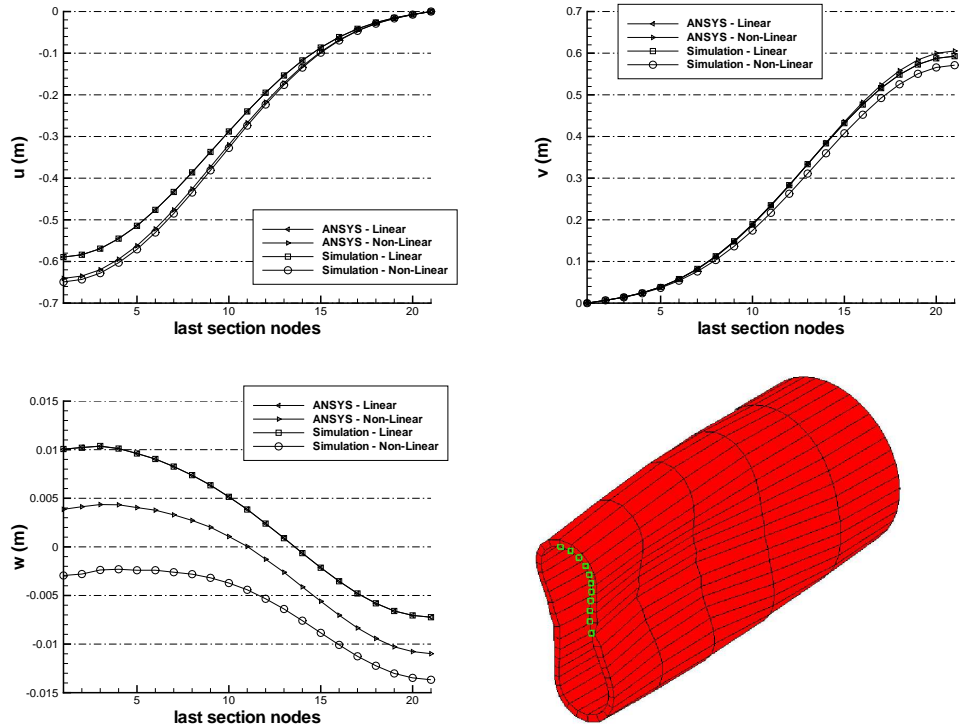 0
-0.1
-0.2
-0.3
-0.4
-0.5
-0.6
-0.7
u (m)
ANSYS - Linear
ANSYS - Non-Linear
Simulation - Linear
Simulation - Non-Linear
5 10 15 20
last section nodes
0.7
0.6
0.5
0.4
0.3
0.2
0.1
0
v (m)
ANSYS - Linear
ANSYS - Non-Linear
Simulation - Linear
Simulation - Non-Linear
5 10 15 20
last section nodes
0.015
0.01
0.005
0
-0.005
-0.01
-0.015
w (m)
ANSYS - Linear
ANSYS - Non-Linear
Simulation - Linear
Simulation - Non-Linear
5 10 15 20
last section nodes